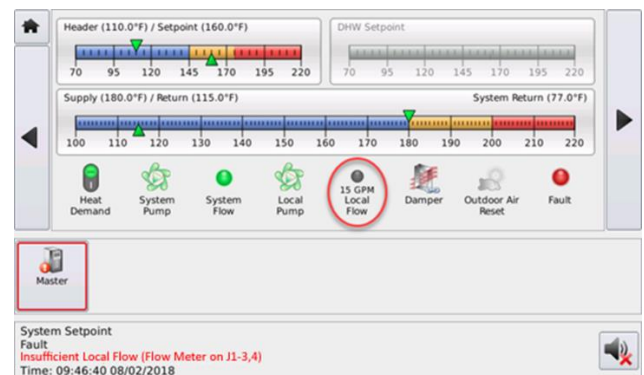 Header (110.0°F) / Setpoint (160.0°F)
DHW Setpoint
70 95 120 145 170 195 220
70 95 120 145 170 195 220
Supply (180.0°F) / Return (115.0°F)
System Return (77.0°F)
100 110 120 130 140 150 160 170 180 190 200 210 220
Heat
Demand
System
Pump
System
Flow
Local
Pump
15 GPM
Local
Flow
Damper
Outdoor Air
Reset
Fault
Master
System Setpoint
Fault
Insufficient Local Flow (Flow Meter on J1-3,4)
Time: 09:46:40 08/02/2018